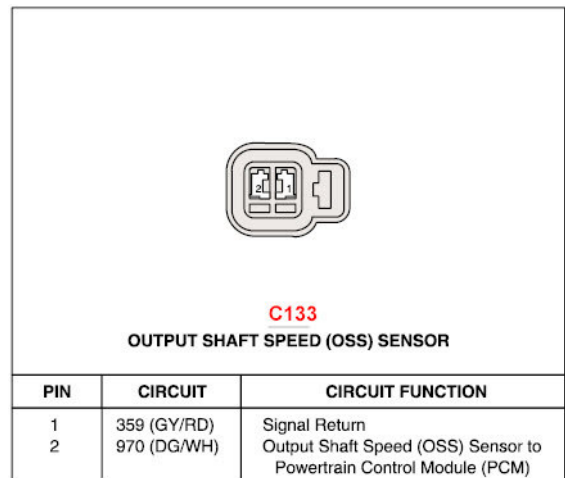 2 1
C133
OUTPUT SHAFT SPEED (OSS) SENSOR
PIN CIRCUIT CIRCUIT FUNCTION
1 359 (GY/RD) Signal Return
2 970 (DG/WH) Output Shaft Speed (OSS) Sensor to
Powertrain Control Module (PCM)